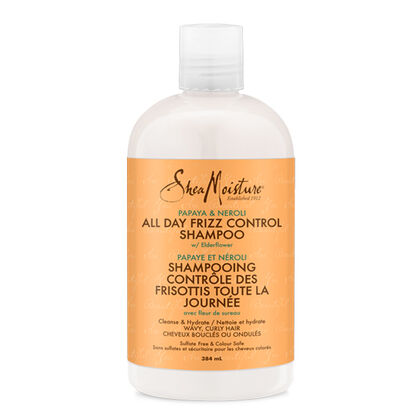 SheaMoisture®
Established 1912
PAPAYA & NEROLI
ALL DAY FRIZZ CONTROL
SHAMPOO
w/ Elderflower
PAPAYE ET NÉROLI
SHAMPOOING
CONTRÔLE DES
FRISOTTIS TOUTE LA
JOURNÉE
avec fleur de sureau
Cleanse & Hydrate / Nettoie et hydrate
WAVY, CURLY HAIR
CHEVEUX BOUCLÉS OU ONDULÉS
Sulfate Free & Colour Safe
Sans sulfates et sécuritaire pour les cheveux colorés
384 mL